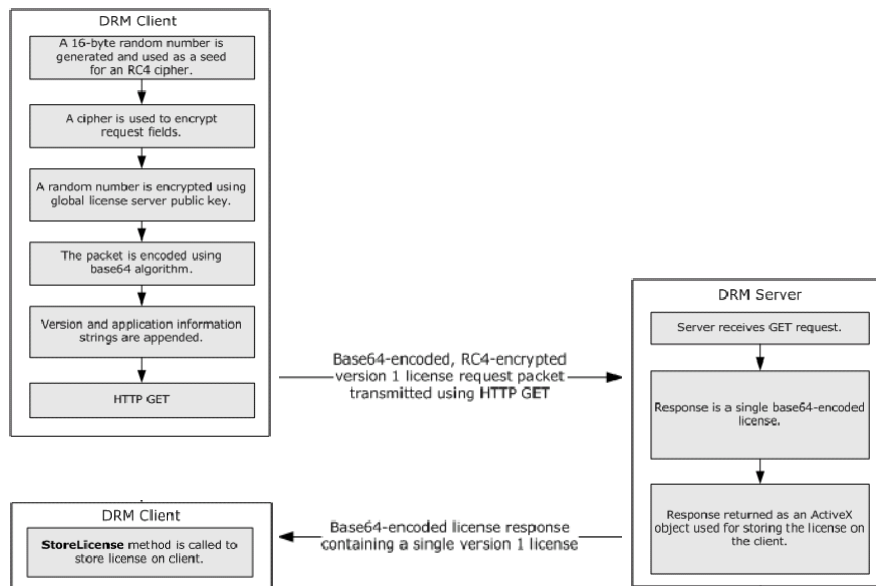 DRM Client
A 16-byte random number is
generated and used as a seed
for an RC4 cipher.
A cipher is used to encrypt
request fields.
A random number is encrypted using
global license server public key.
The packet is encoded using
base64 algorithm.
Version and application information
strings are appended.
HTTP GET
Base64-encoded, RC4-encrypted
version 1 license request packet
transmitted using HTTP GET
DRM Server
Server receives GET request.
Response is a single base64-encoded
license.
Response returned as an ActiveX
object used for storing the license on
the client.
Base64-encoded license response
containing a single version 1 license
DRM Client
StoreLicense method is called to
store license on client.